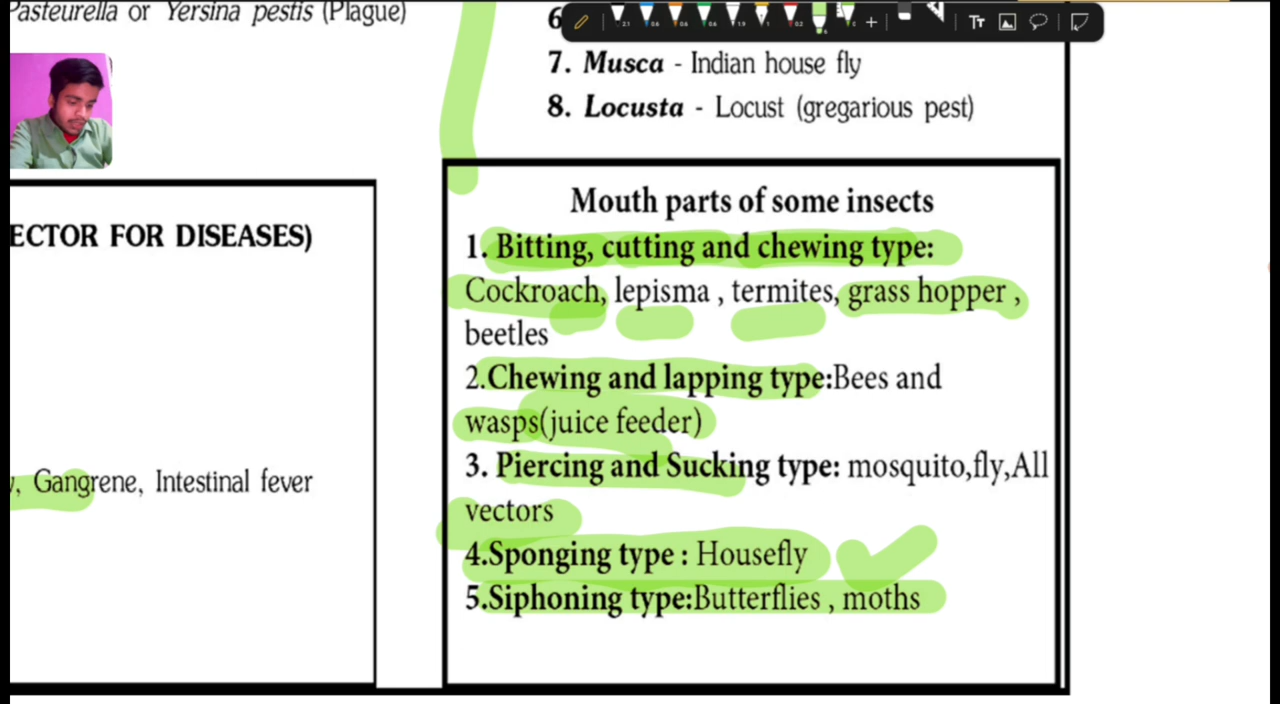 Pasteurella or Yersina pestis (Plague)
ECTOR FOR DISEASES)
, Gangrene, Intestinal fever
6
7. Musca - Indian house fly
8. Locusta - Locust (gregarious pest)
Mouth parts of some insects
1. Bitting, cutting and chewing type:
Cockroach, lepisma , termites, grass hopper ,
beetles
2.Chewing and lapping type:Bees and
wasps(juice feeder)
3. Piercing and Sucking type: mosquito,fly,All
vectors
4.Sponging type : Housefly
5.Siphoning type:Butterflies , moths